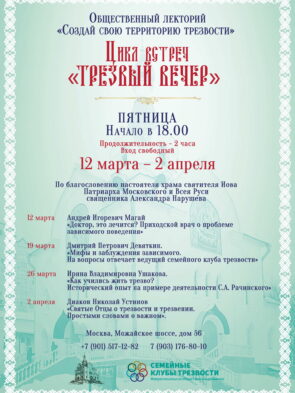 Общественный лекторий
«Создай свою территорию трезвости»
Цикл встреч
«ТРЕЗВЫЙ ВЕЧЕР»
ПЯТНИЦА
Начало в 18.00
Продолжительность - 2 часа
Вход свободный
12 марта – 2 апреля
По благословению настоятеля храма святителя Иова
Патриарха Московского и Всея Руси
священника Александра Нарушева
12 марта Андрей Игоревич Магай
«Доктор, это лечится? Приходской врач о проблеме
зависимого поведения»
19 марта Дмитрий Петрович Девяткин.
«Мифы и заблуждения зависимого.
На вопросы отвечает ведущий семейного клуба трезвости»
26 марта Ирина Владимировна Ушакова.
«Как учились жить трезво?
Исторический опыт на примере деятельности С.А. Рачинского»
2 апреля Диакон Николай Устинов
«Святые Отцы о трезвости и трезвении.
Простыми словами о важном».
Москва, Можайское шоссе, дом 56
+7 (901) 517-12-82 7 (903) 176-80-10
СЕМЕЙНЫЕ
КЛУБЫ ТРЕЗВОСТИ